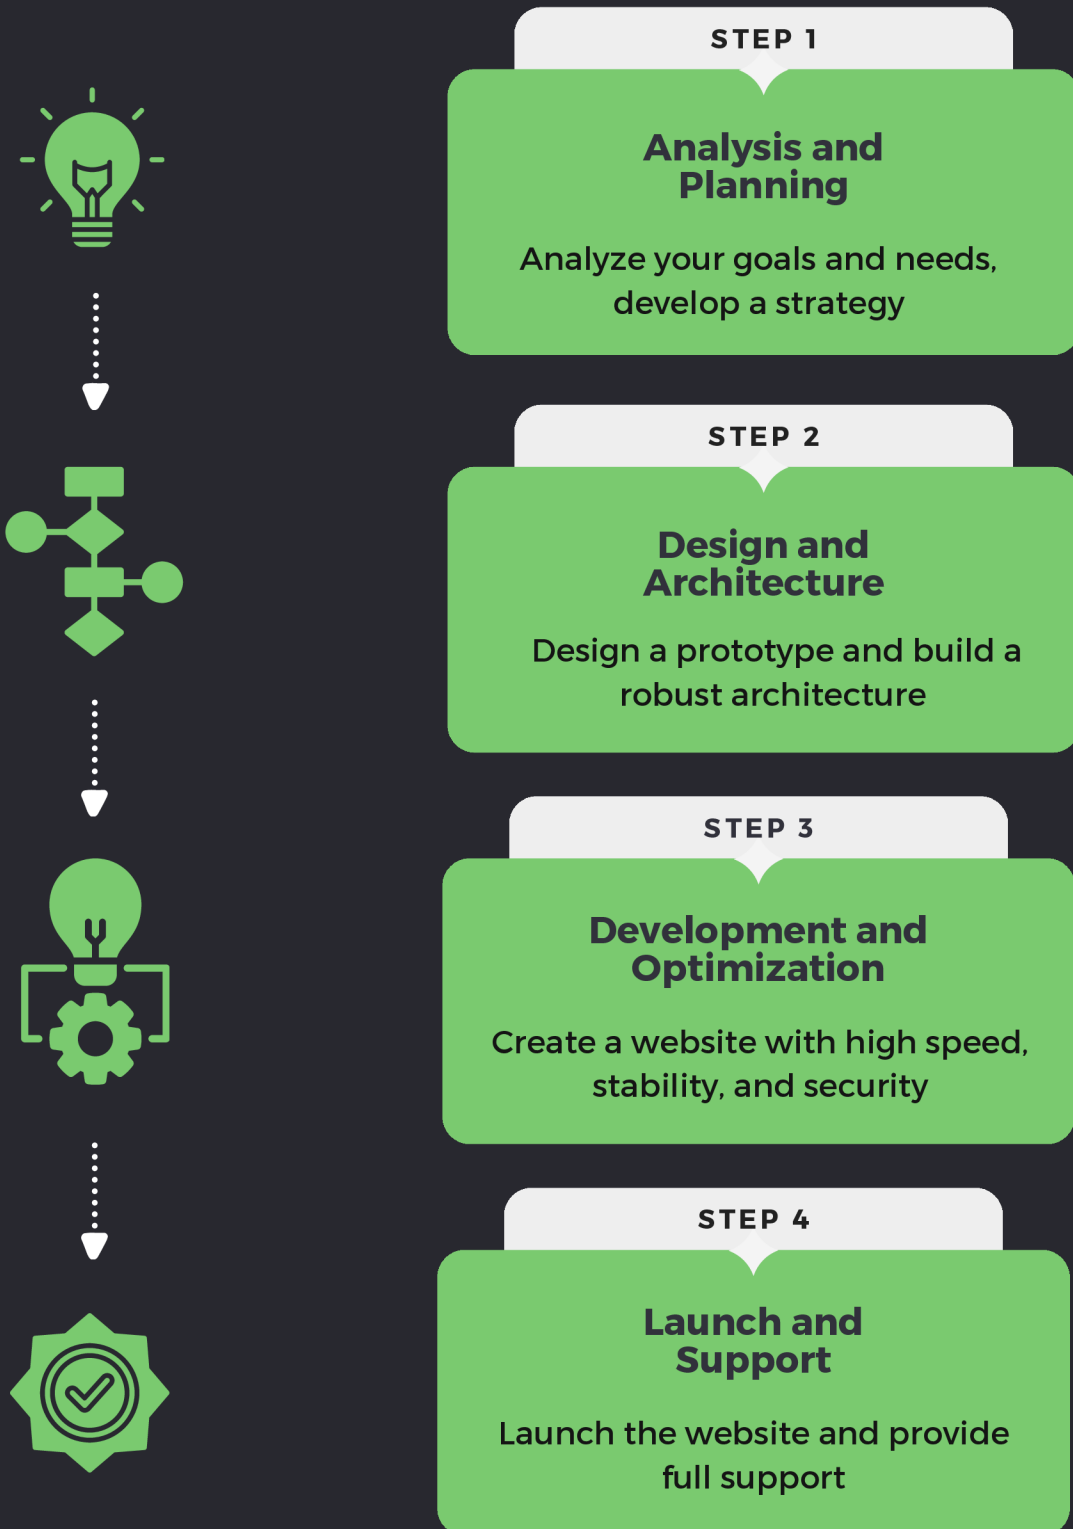 STEP 1
Analysis and
Planning
Analyze your goals and needs,
develop a strategy
STEP 2
Design and
Architecture
Design a prototype and build a
robust architecture
STEP 3
Development and
Optimization
Create a website with high speed,
stability, and security
STEP 4
Launch and
Support
Launch the website and provide
full support